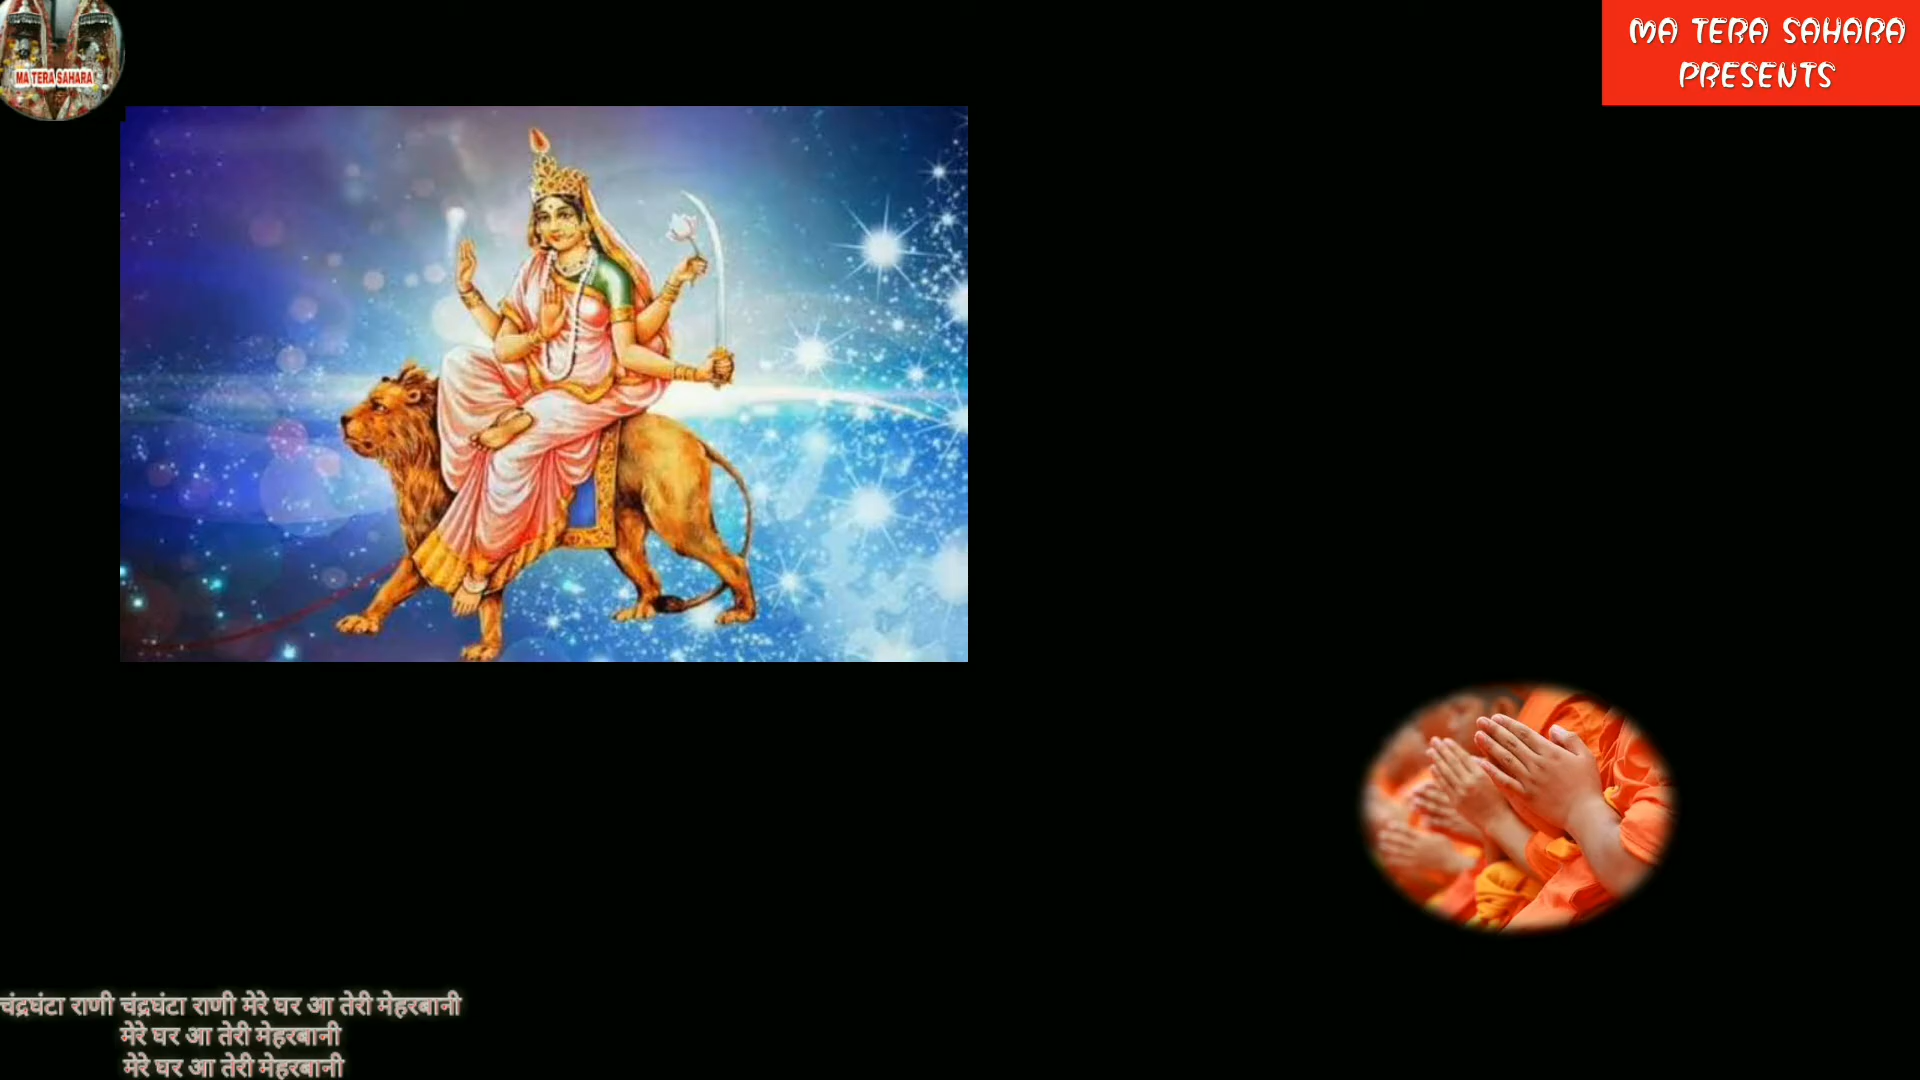 MA TERA SAHARA
MA TERA SAHARA
PRESENTS
चंद्रघंटा राणी चंद्रघंटा राणी मेरे घर आ तेरी मेहरबानी
मेरे घर आ तेरी मेहरबानी
मेरे घर आ तेरी मेहरबानी